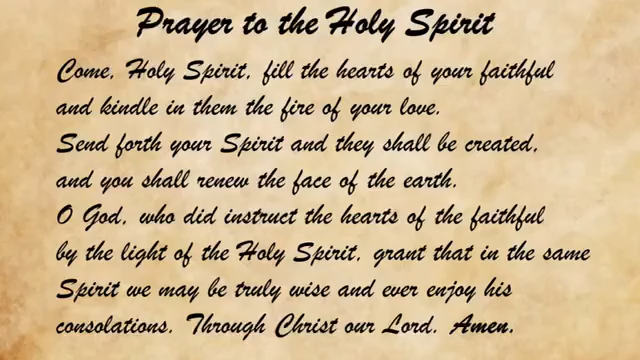 Prayer to the Holy Spirit
Come, Holy Spirit, fill the hearts of your faithful
and kindle in them the fire of your love.
Send forth your Spirit and they shall be created,
and you shall renew the face of the earth.
O God, who did instruct the hearts of the faithful
by the light of the Holy Spirit, grant that in the same
Spirit we may be truly wise and ever enjoy his
consolations. Through Christ our Lord. Amen.